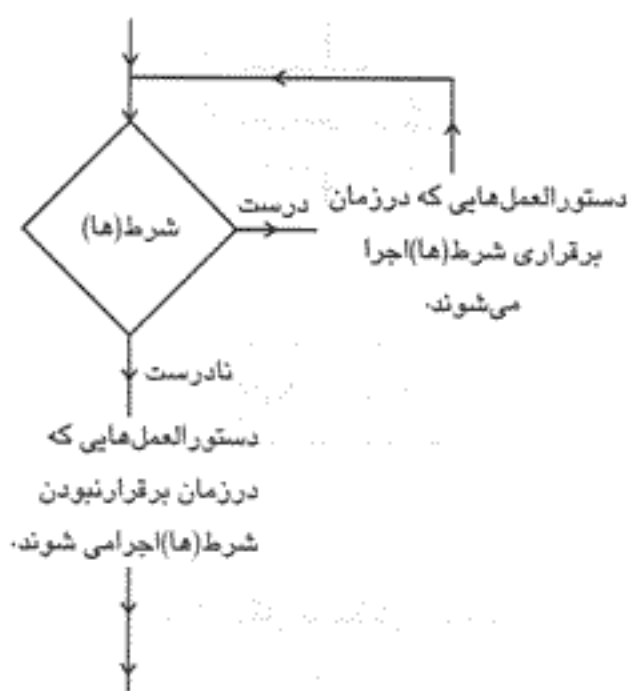 دستورالعمل‌هایی که درزمان
برقراری شرط(ها)اجرا
می‌شوند.
درست
شرط(ها)
نادرست
دستورالعمل‌هایی که
درزمان برقرارنبودن
شرط(ها)اجرامی شوند.